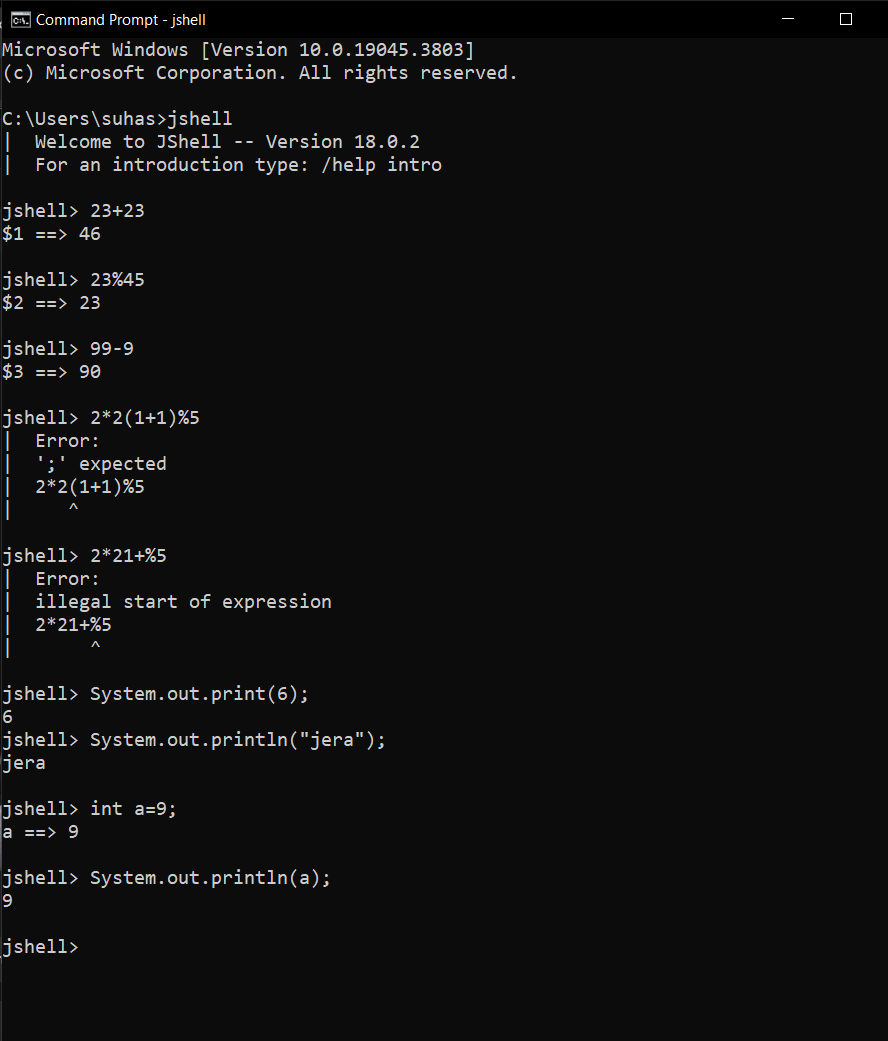 Command Prompt - jshell
Microsoft Windows [Version 10.0.19045.3803]
(c) Microsoft Corporation. All rights reserved.
C:\Users\suhas>jshell
|  Welcome to JShell -- Version 18.0.2
|  For an introduction type: /help intro
jshell> 23+23
$1 ==> 46
jshell> 23%45
$2 ==> 23
jshell> 99-9
$3 ==> 90
jshell> 2*2(1+1)%5
|  Error:
|  ';' expected
|  2*2(1+1)%5
|     ^
jshell> 2*21+%5
|  Error:
|  illegal start of expression
|  2*21+%5
|       ^
jshell> System.out.print(6);
6
jshell> System.out.println("jera");
jera
jshell> int a=9;
a ==> 9
jshell> System.out.println(a);
9
jshell>